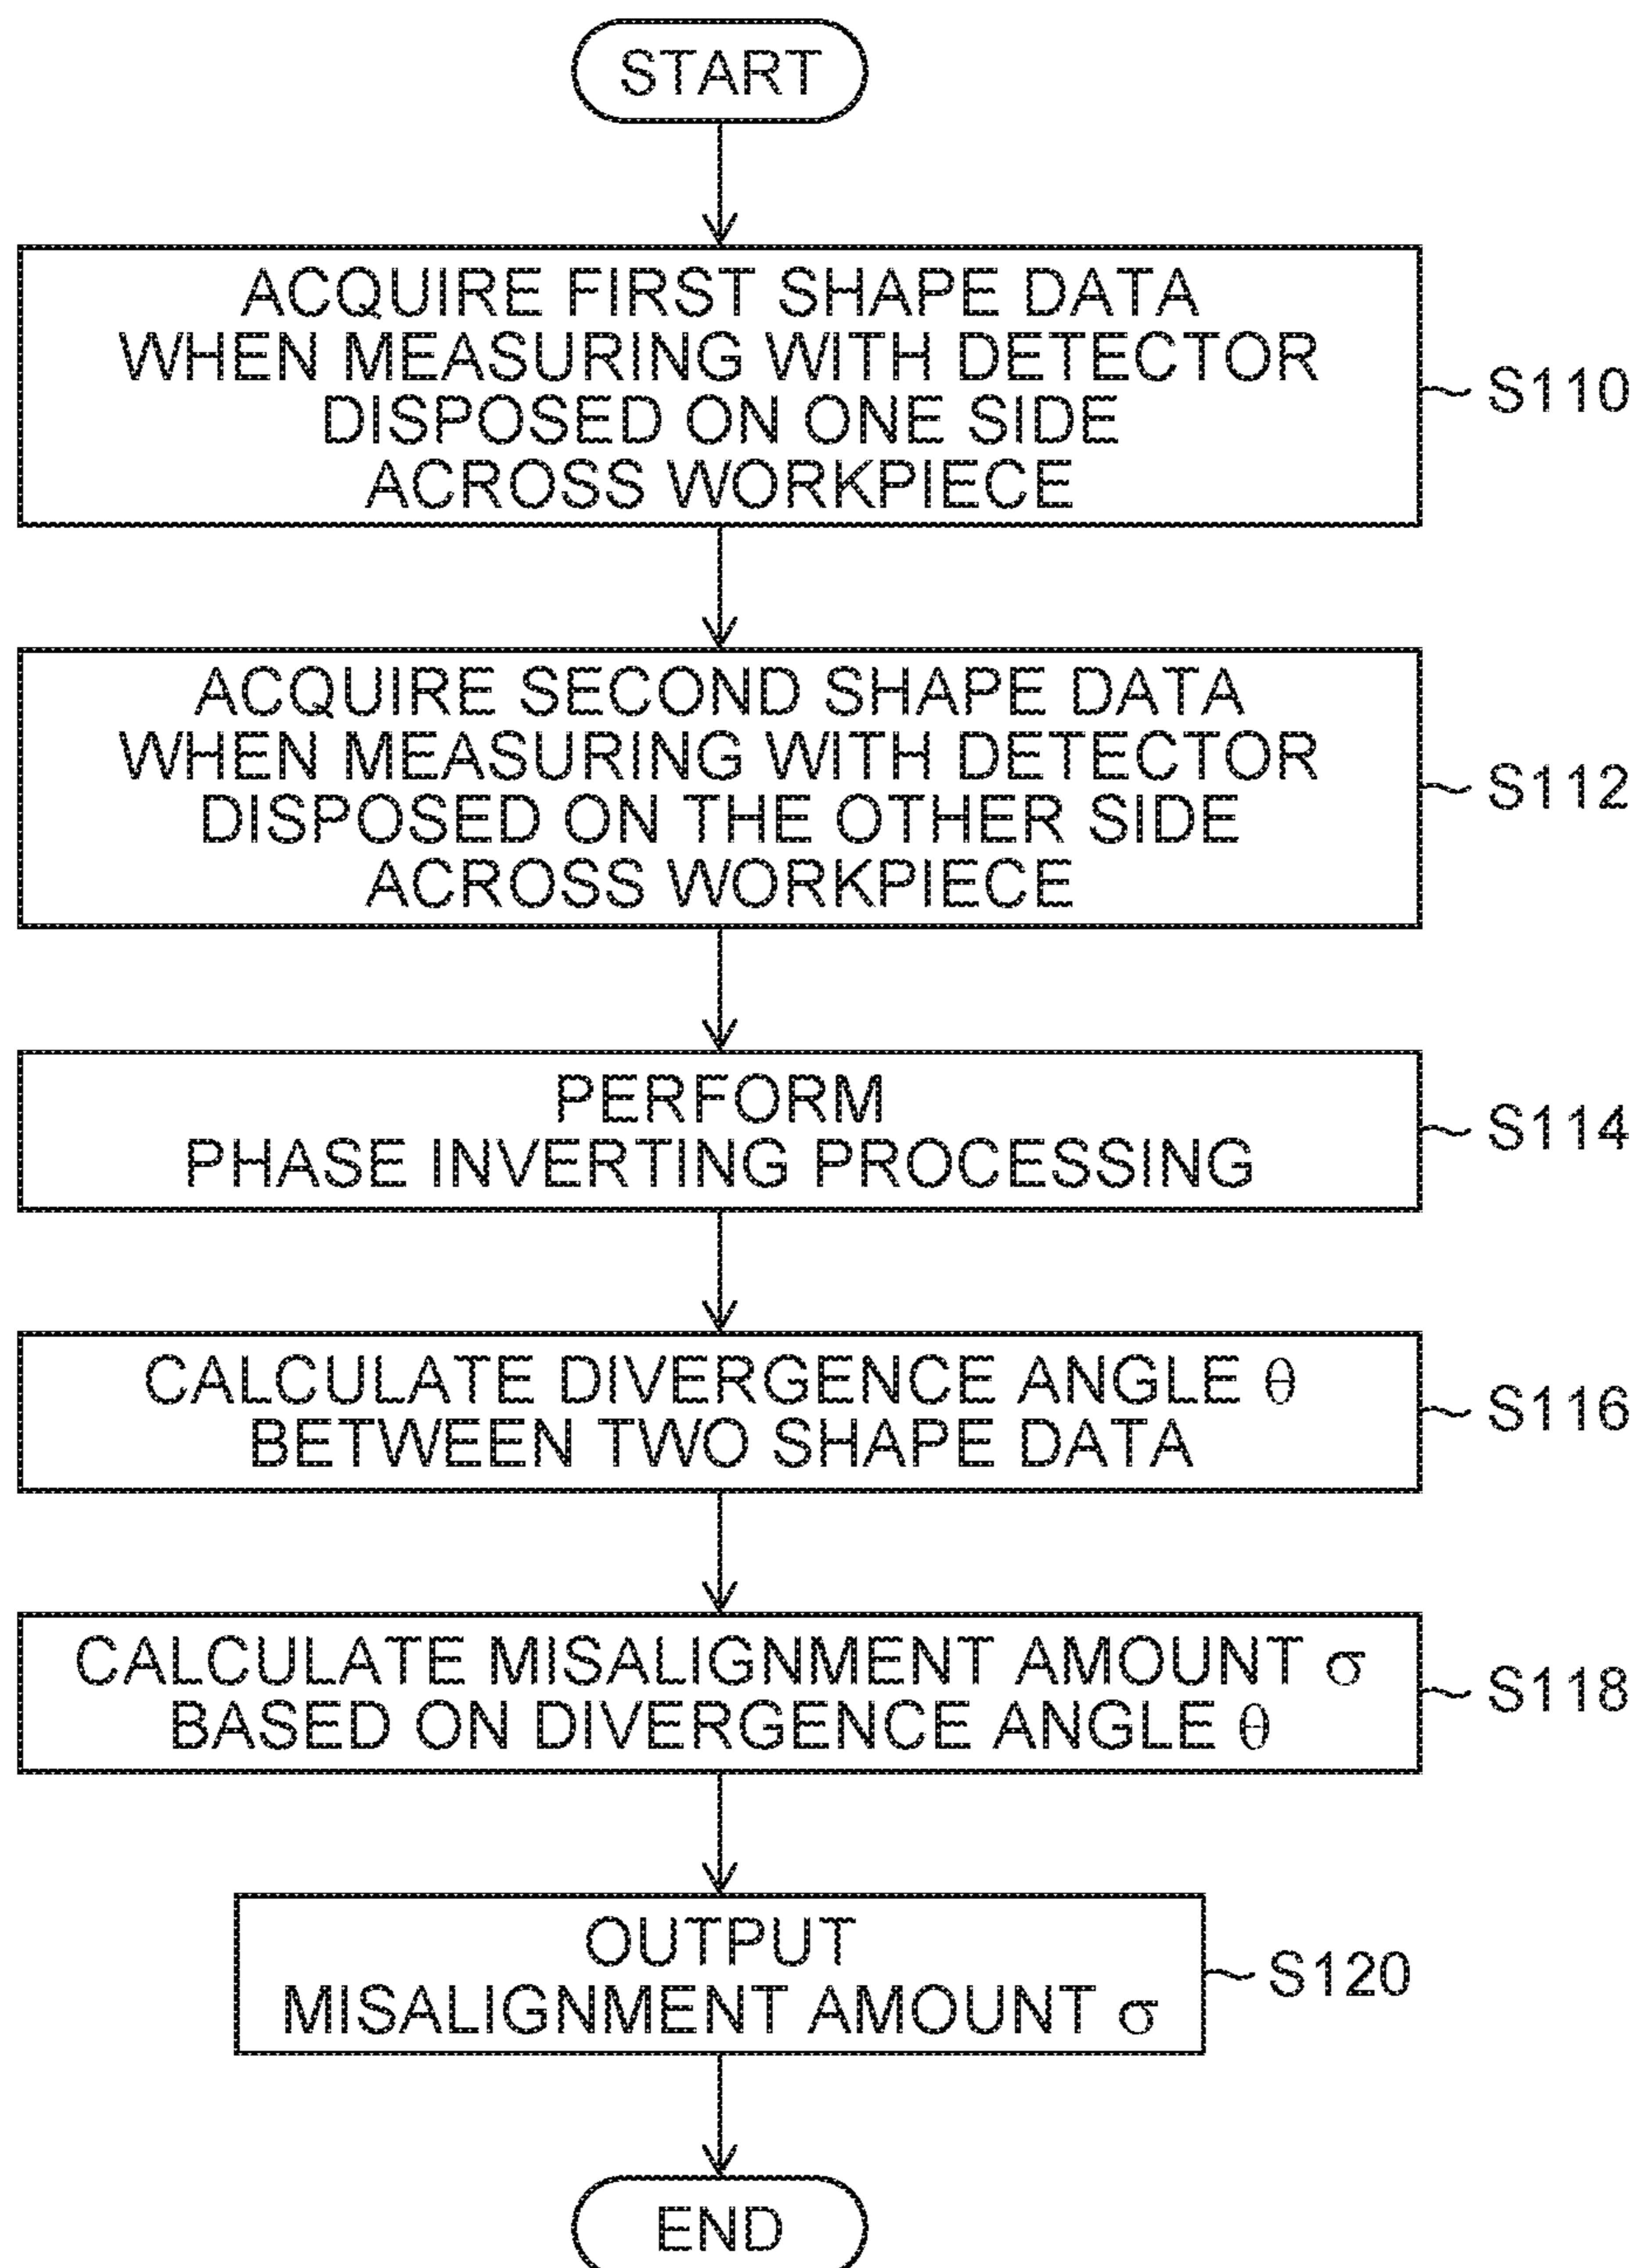 START
ACQUIRE FIRST SHAPE DATA
WHEN MEASURING WITH DETECTOR
DISPOSED ON ONE SIDE
ACROSS WORKPIECE
S110
ACQUIRE SECOND SHAPE DATA
WHEN MEASURING WITH DETECTOR
DISPOSED ON THE OTHER SIDE
ACROSS WORKPIECE
S112
PERFORM
PHASE INVERTING PROCESSING
S114
CALCULATE DIVERGENCE ANGLE θ
BETWEEN TWO SHAPE DATA
S116
CALCULATE MISALIGNMENT AMOUNT σ
BASED ON DIVERGENCE ANGLE θ
S118
OUTPUT
MISALIGNMENT AMOUNT σ
S120
END